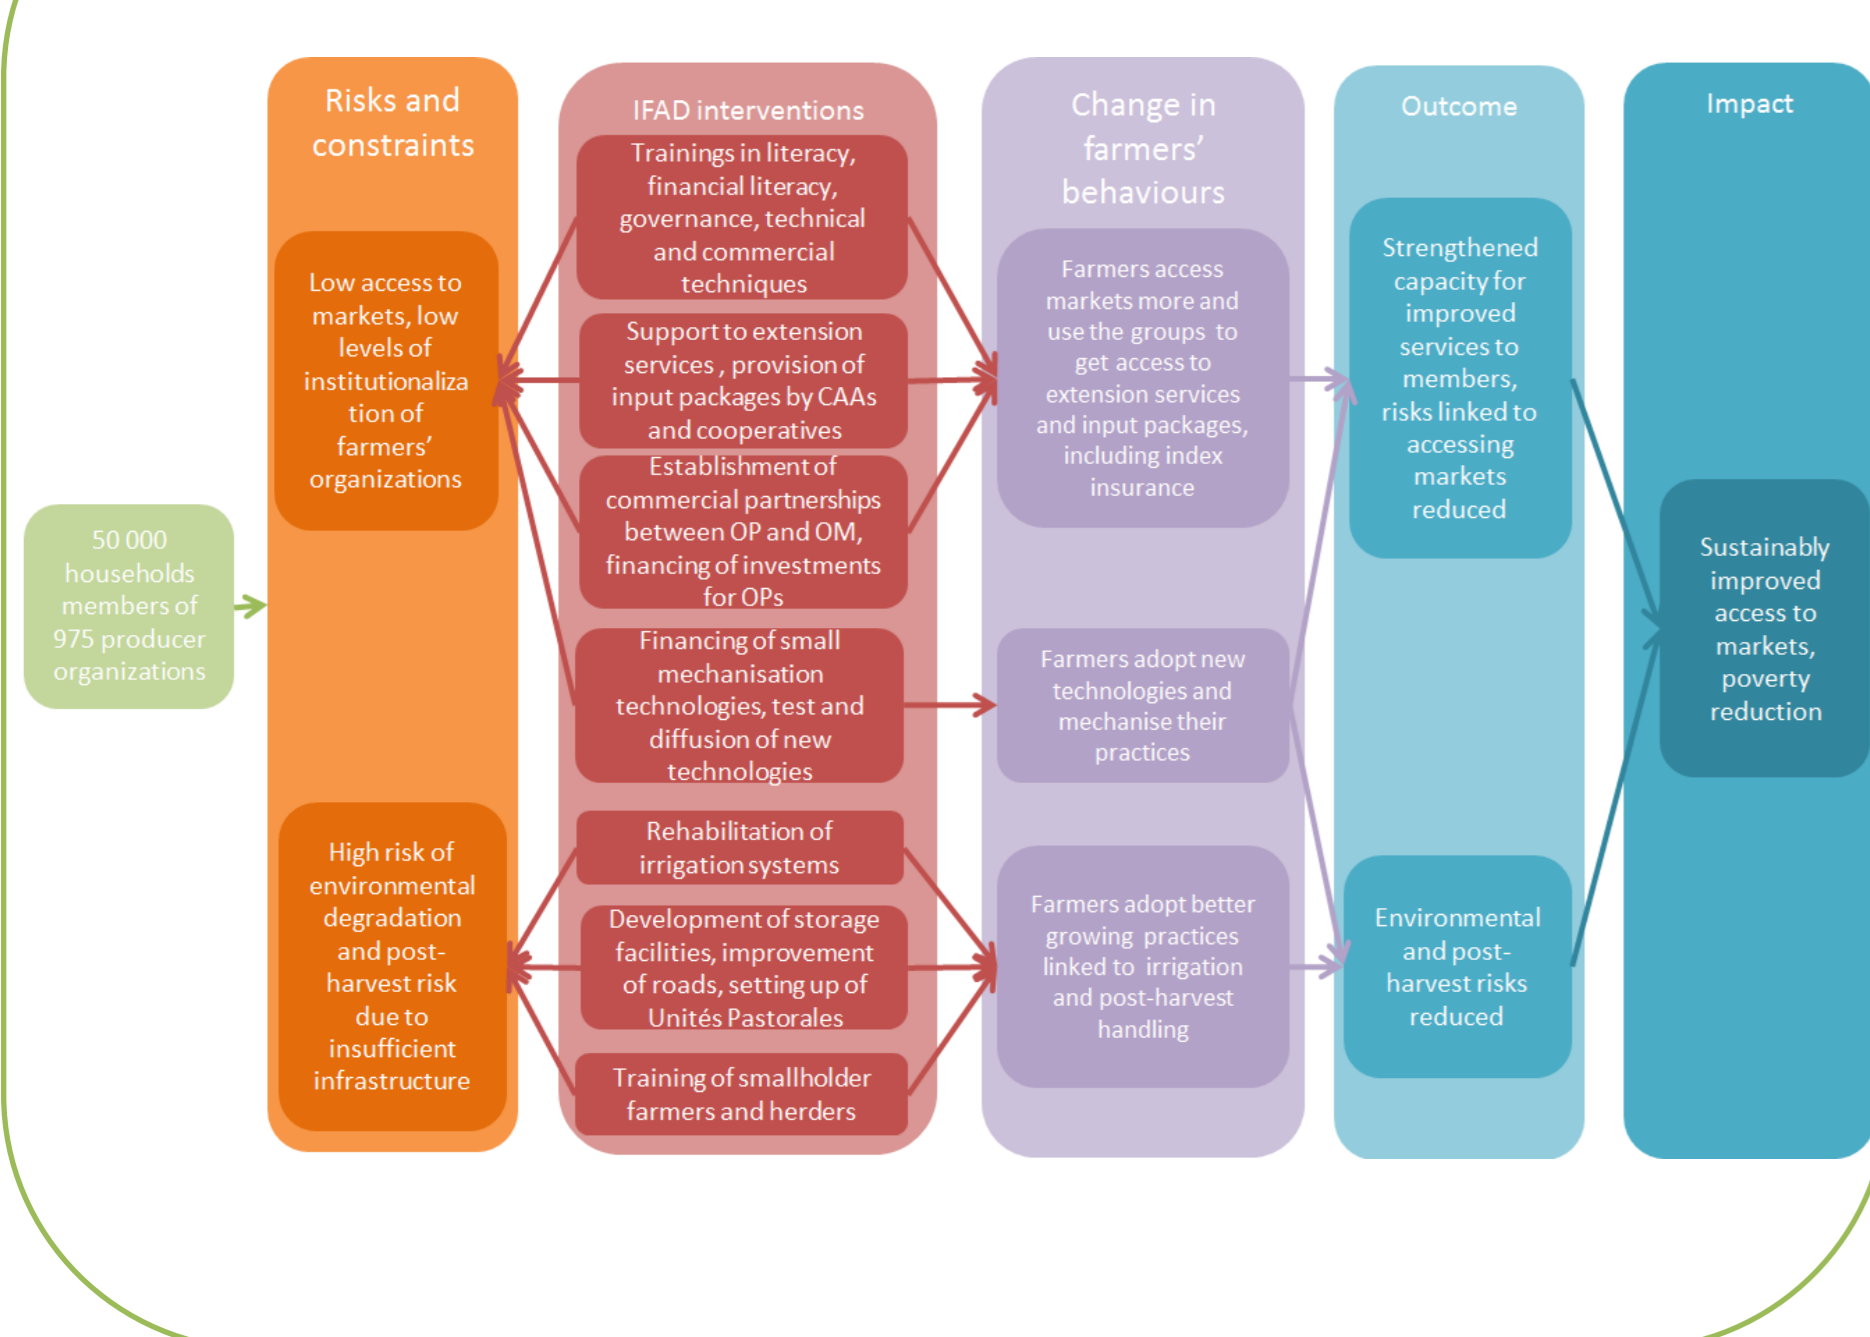 50 000
households
members of
975 producer
organizations
Risks and
constraints
Low access to
markets, low
levels of
institutionaliza
tion of
farmers’
organizations
High risk of
environmental
degradation
and post-
harvest risk
due to
insufficient
infrastructure
IFAD interventions
Trainings in literacy,
financial literacy,
governance, technical
and commercial
techniques
Support to extension
services , provision of
input packages by CAAs
and cooperatives
Establishment of
commercial partnerships
between OP and OM,
financing of investments
for OPs
Financing of small
mechanisation
technologies, test and
diffusion of new
technologies
Rehabilitation of
irrigation systems
Development of storage
facilities, improvement
of roads, setting up of
Unités Pastorales
Training of smallholder
farmers and herders
Change in
farmers’
behaviours
Farmers access
markets more and
use the groups to
get access to
extension services
and input packages,
including index
insurance
Farmers adopt new
technologies and
mechanise their
practices
Farmers adopt better
growing practices
linked to irrigation
and post-harvest
handling
Outcome
Strengthened
capacity for
improved
services to
members,
risks linked to
accessing
markets
reduced
Environmental
and post-
harvest risks
reduced
Impact
Sustainably
improved
access to
markets,
poverty
reduction